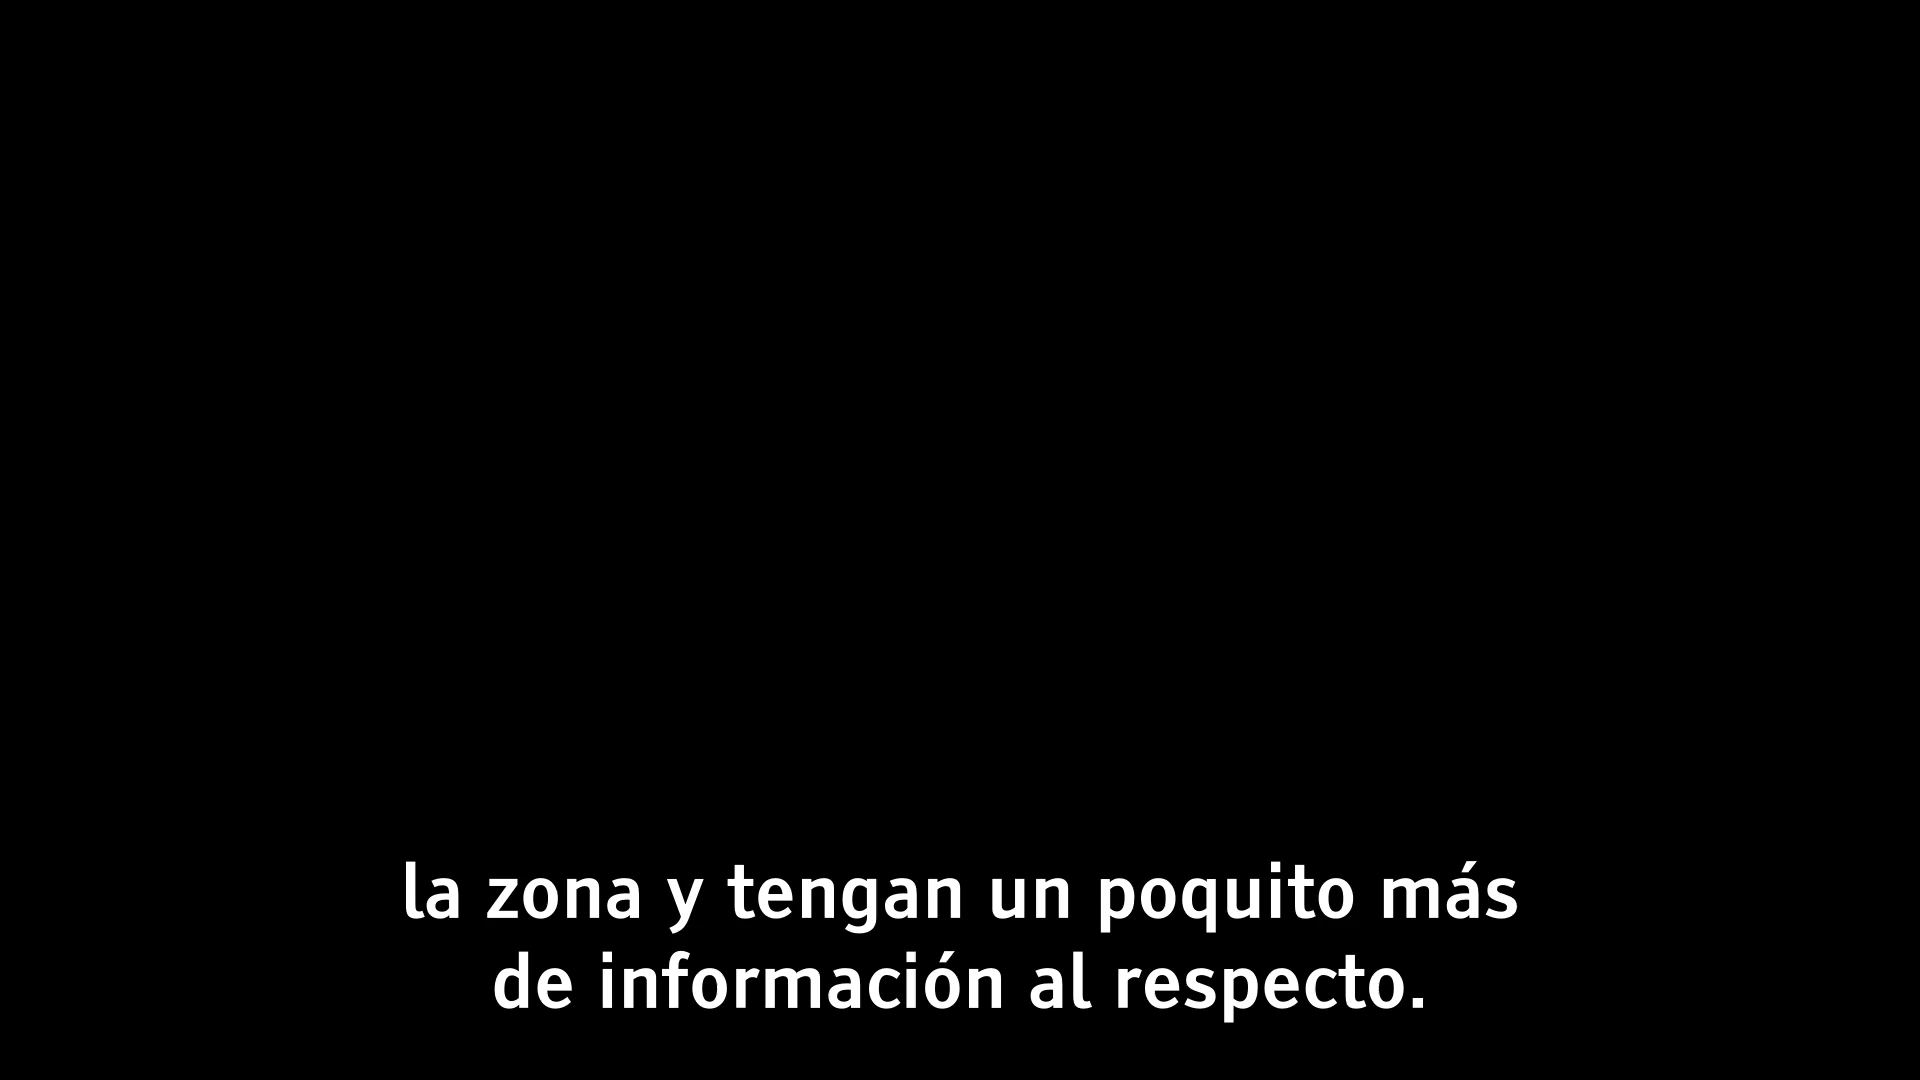 la zona y tengan un poquito más
de información al respecto.